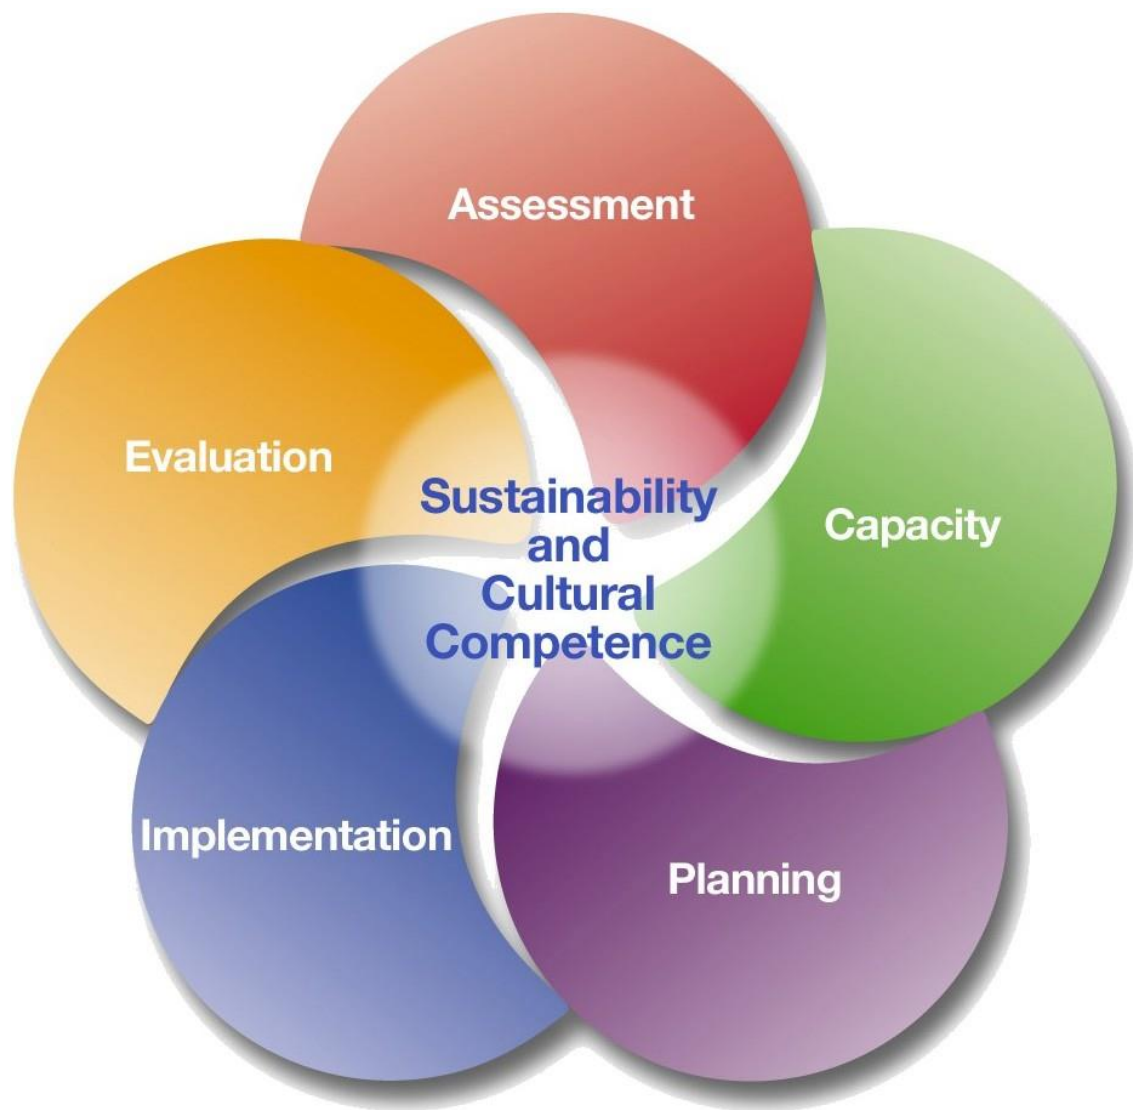 Assessment
Evaluation
Capacity
Sustainability
and
Cultural
Competence
Implementation
Planning